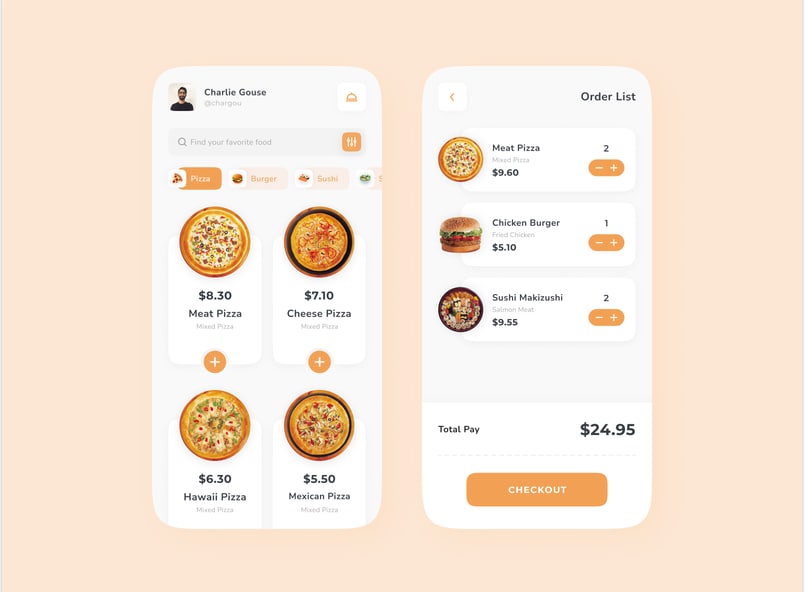 Charlie Gouse
@chargou
Find your favorite food
Pizza
Burger
Sushi
$8.30
Meat Pizza
Mixed Pizza
$7.10
Cheese Pizza
Mixed Pizza
$6.30
Hawaii Pizza
Mixed Pizza
$5.50
Mexican Pizza
Mixed Pizza
Order List
Meat Pizza
Mixed Pizza
$9.60
2
Chicken Burger
Fried Chicken
$5.10
1
Sushi Makizushi
Salmon Meat
$9.55
2
Total Pay
$24.95
CHECKOUT